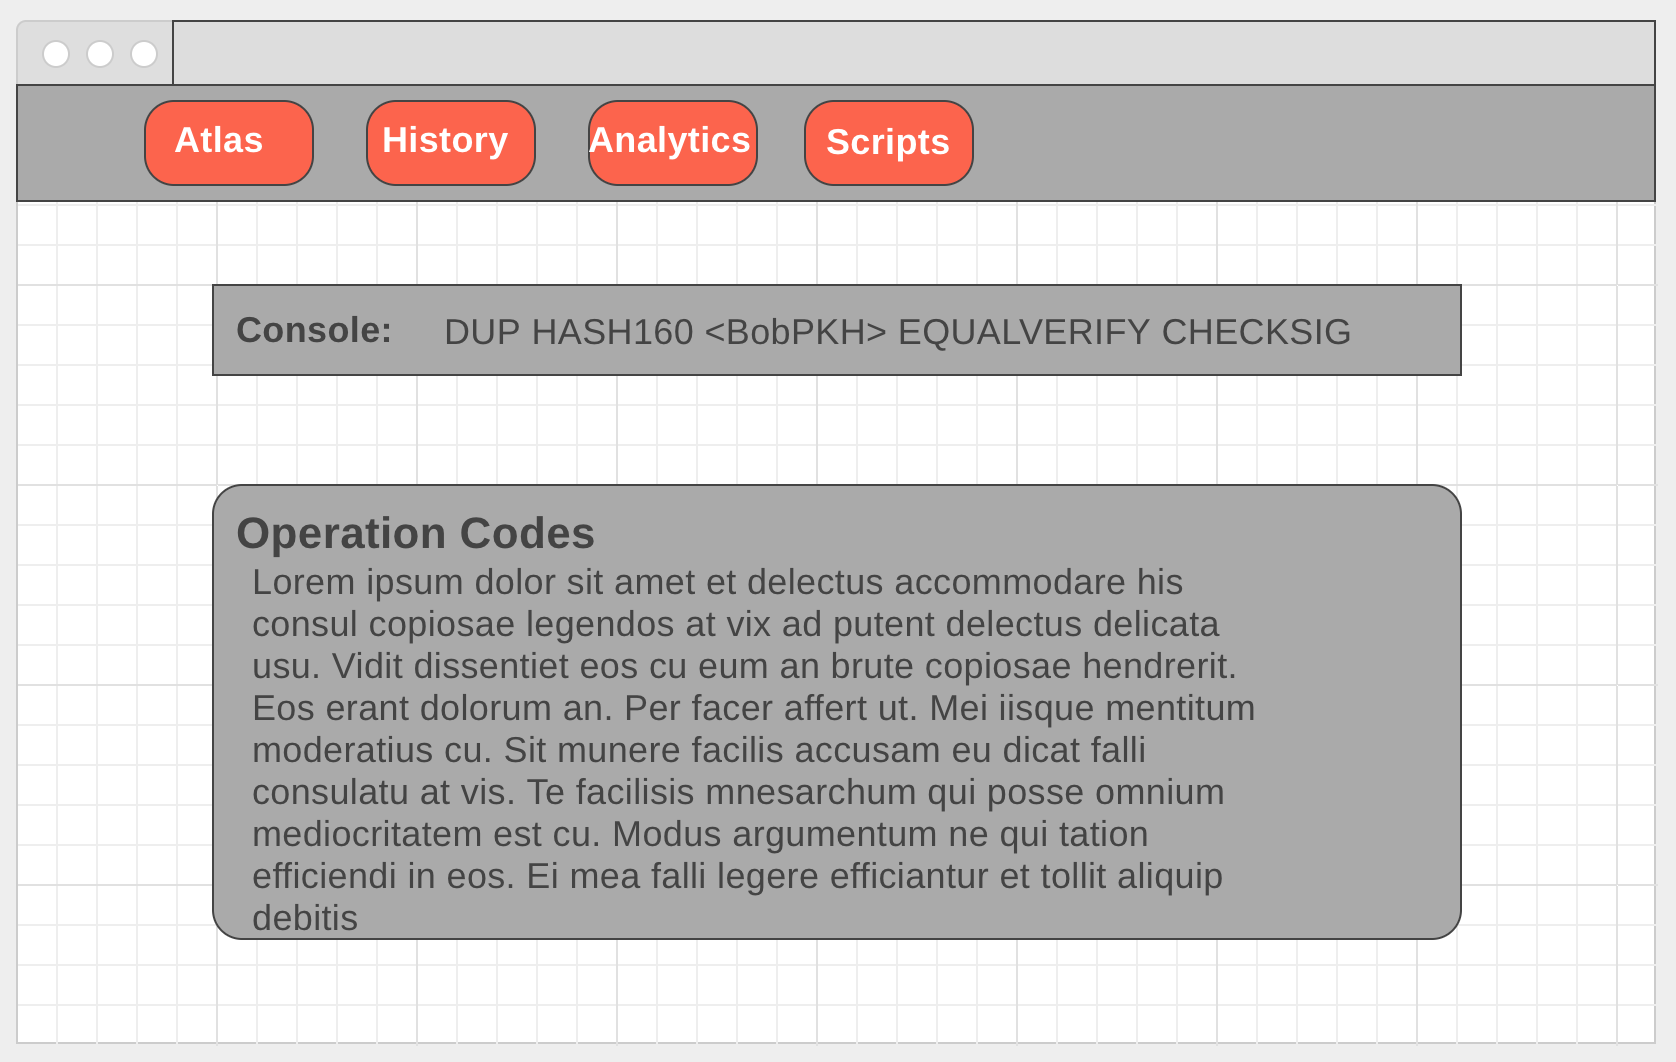 Atlas History Analytics Scripts
Console: DUP HASH160 <BobPKH> EQUALVERIFY CHECKSIG
Operation Codes
Lorem ipsum dolor sit amet et delectus accommodare his
consul copiosae legendos at vix ad putent delectus delicata
usu. Vidit dissentiet eos cu eum an brute copiosae hendrerit.
Eos erant dolorum an. Per facer affert ut. Mei iisque mentitum
moderatius cu. Sit munere facilis accusam eu dicat falli
consulatu at vis. Te facilisis mnesarchum qui posse omnium
mediocritatem est cu. Modus argumentum ne qui tation
efficiendi in eos. Ei mea falli legere efficiantur et tollit aliquip
debitis